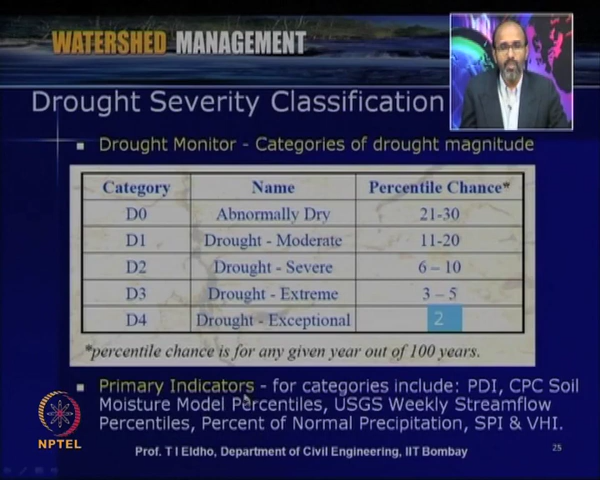 WATERSHED MANAGEMENT
Drought Severity Classification
Drought Monitor - Categories of drought magnitude
Category Name Percentile Chance*
D0 Abnormally Dry 21-30
D1 Drought - Moderate 11-20
D2 Drought - Severe 6 – 10
D3 Drought - Extreme 3 – 5
D4 Drought - Exceptional 2
*percentile chance is for any given year out of 100 years.
Primary Indicators - for categories include: PDI, CPC Soil
Moisture Model Percentiles, USGS Weekly Streamflow
Percentiles, Percent of Normal Precipitation, SPI & VHI.
NPTEL
Prof. T I Eldho, Department of Civil Engineering, IIT Bombay
25